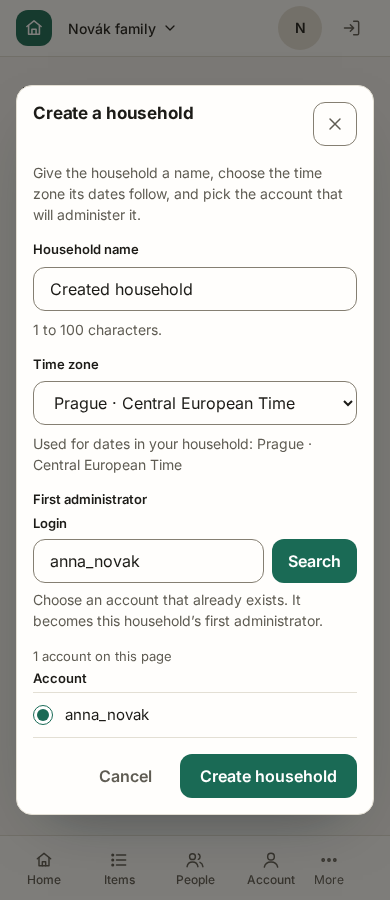 Novák family
N
Create a household
Give the household a name, choose the time
zone its dates follow, and pick the account that
will administer it.
Household name
Created household
1 to 100 characters.
Time zone
Prague · Central European Time
Used for dates in your household: Prague ·
Central European Time
First administrator
Login
anna_novak
Search
Choose an account that already exists. It
becomes this household’s first administrator.
1 account on this page
Account
anna_novak
Cancel
Create household
Home
Items
People
Account
More